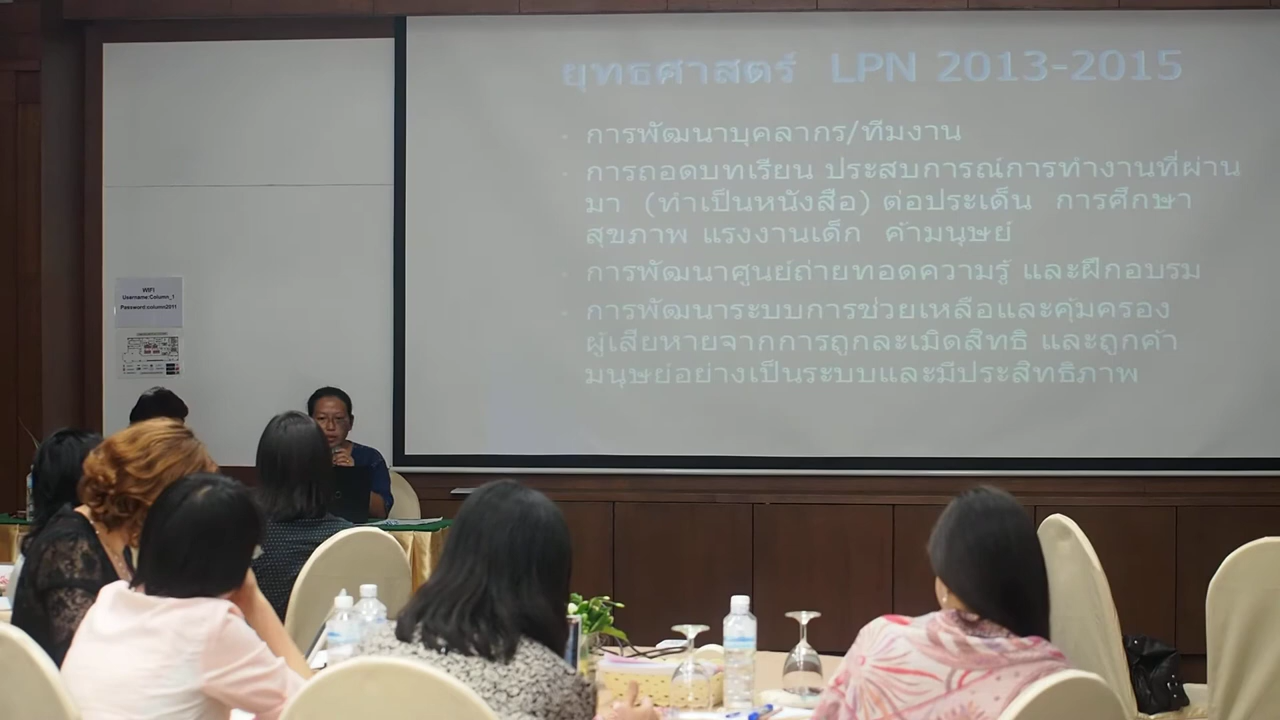 ยุทธศาสตร์ LPN 2013-2015
- การพัฒนาบุคลากร/ทีมงาน
- การถอดบทเรียน ประสบการณ์การทำงานที่ผ่าน
มา (ทำเป็นหนังสือ) ต่อประเด็น การศึกษา
สุขภาพ แรงงานเด็ก ค้ามนุษย์
- การพัฒนาศูนย์ถ่ายทอดความรู้ และฝึกอบรม
- การพัฒนาระบบการช่วยเหลือและคุ้มครอง
ผู้เสียหายจากการถูกละเมิดสิทธิ และถูกค้า
มนุษย์อย่างเป็นระบบและมีประสิทธิภาพ
WIFI
Username:Column_1
Password:column2011